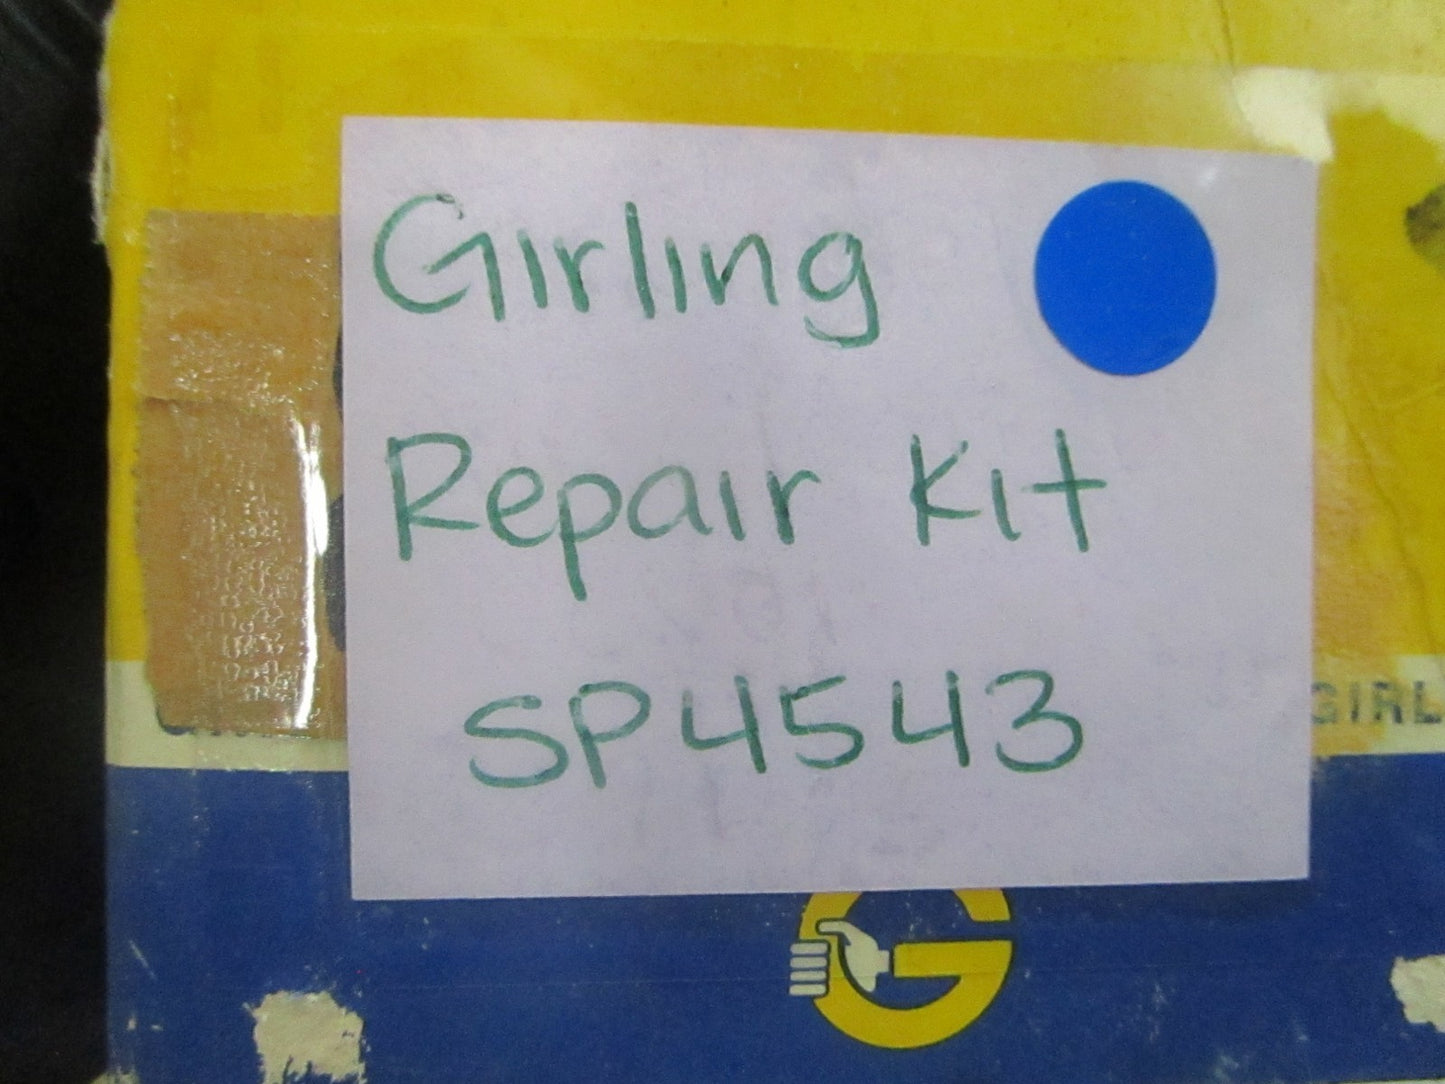 Girling
Repair Kit
SP4543
GIRL
G